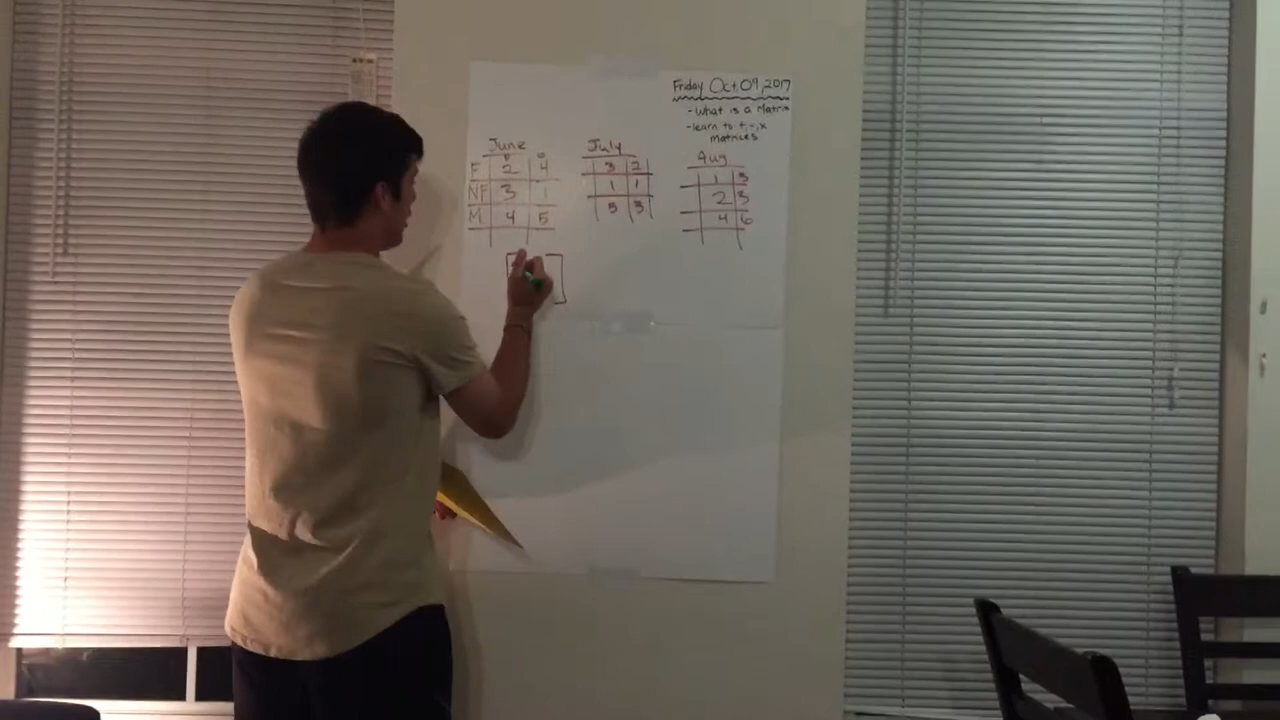 Friday Oct 09, 2017
- What is a Matrix
- learn to +, -, x
matrices
June
F 2 4
NF 3 1
M 4 5
July
3 2
1 1
5 3
Aug
1 5
2 3
4 6